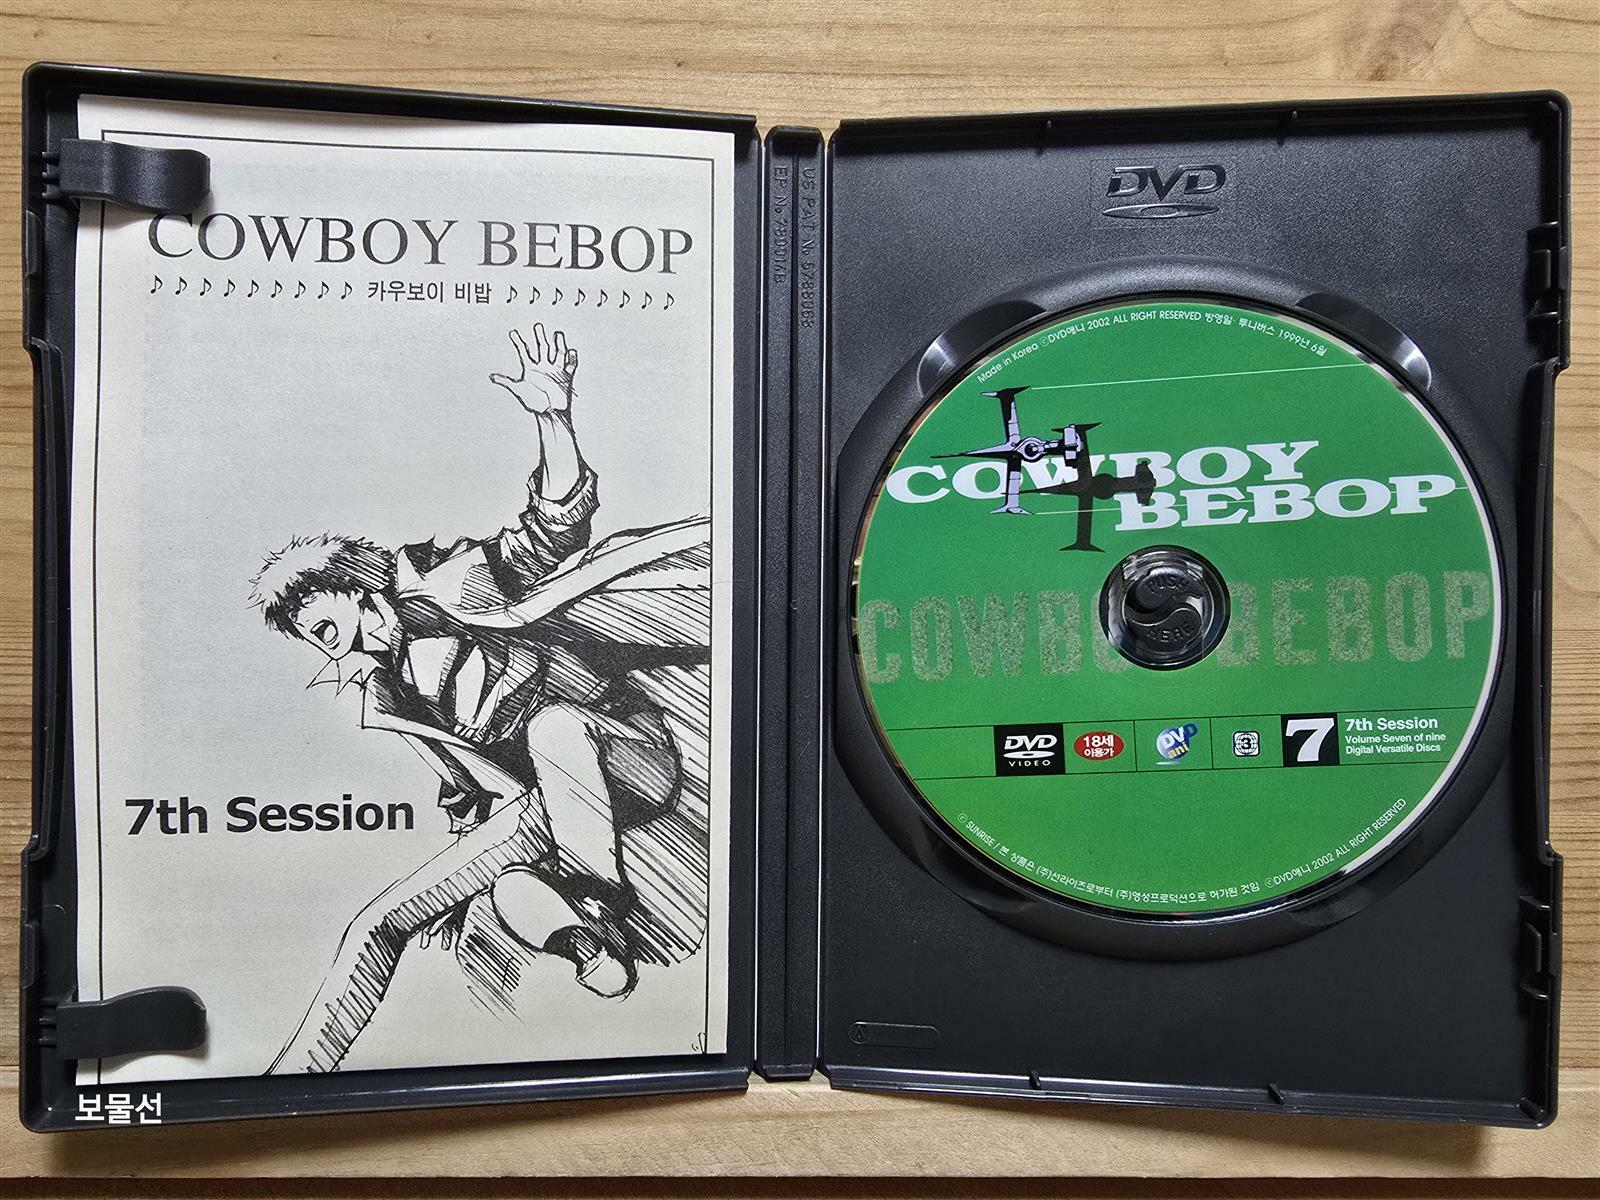 COWBOY BEBOP
♪♪♪♪♪♪♪♪♪ 카우보이 비밥 ♪♪♪♪♪♪♪♪
7th Session
보물선
US PAT No 5788068
DVD
Made in Korea ⓒDVD애니 2002 ALL RIGHT RESERVED 방영일· 투니버스 1999년 6월
COWBOY
BEBOP
COWBOY BEBOP
PUSH
HERE
DVD
VIDEO
18세
이용가
DVD
ani
3
7
7th Session
Volume Seven of nine
Digital Versatile Discs
ⓒ SUNRISE / 본 상품은 (주)선라이즈로부터 (주)영성프로덕션으로 허가된 것임 ⓒDVD애니 2002 ALL RIGHT RESERVED